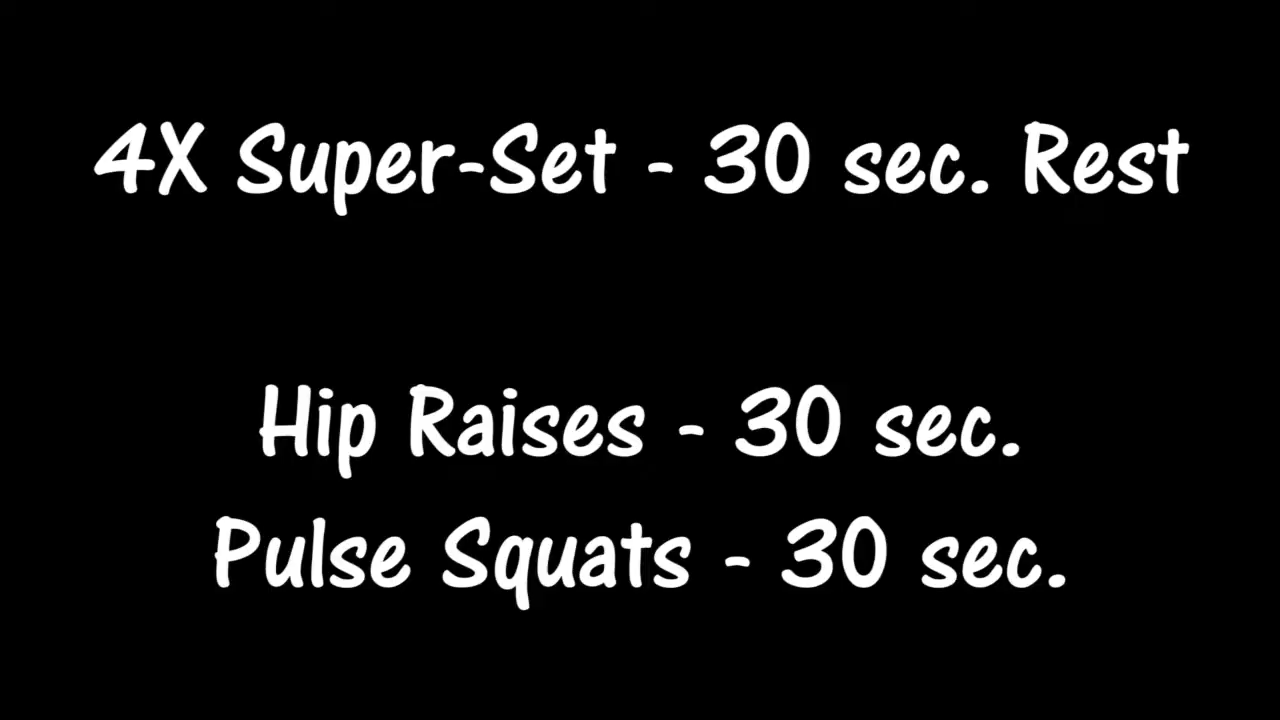 4X Super-Set - 30 sec. Rest
Hip Raises - 30 sec.
Pulse Squats - 30 sec.